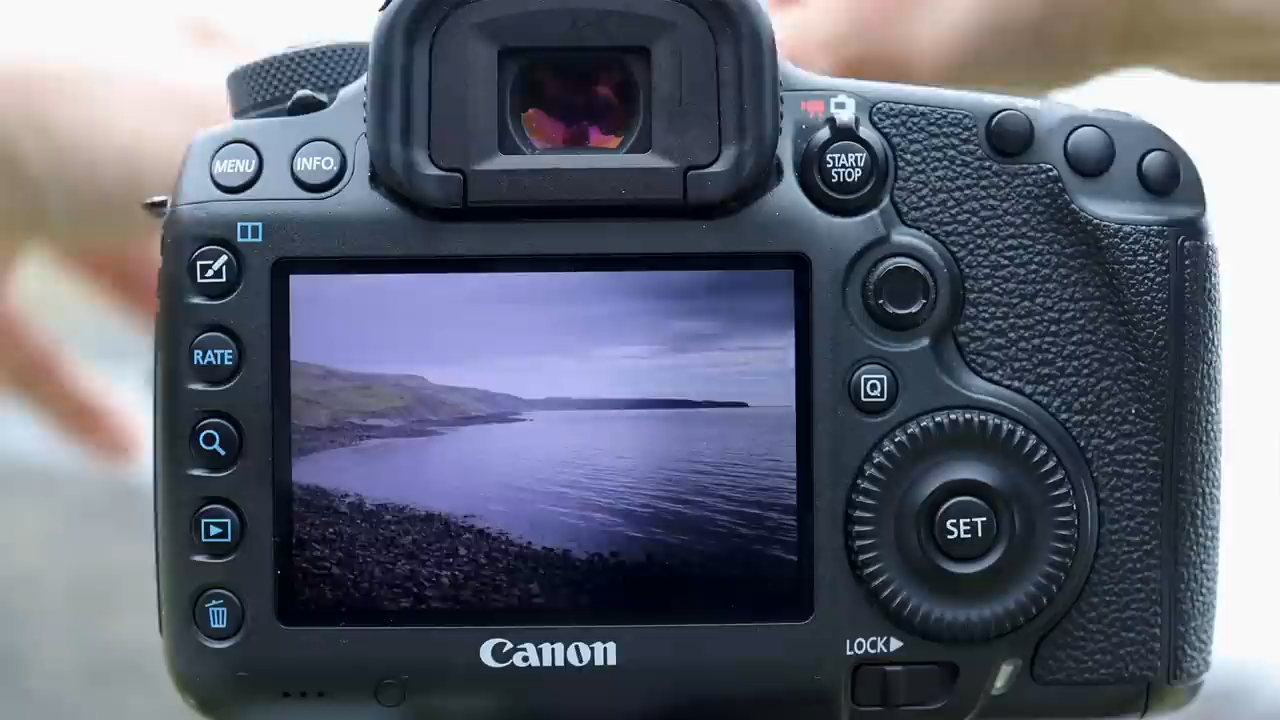 MENU
INFO.
START/
STOP
RATE
Q
SET
Canon
LOCK